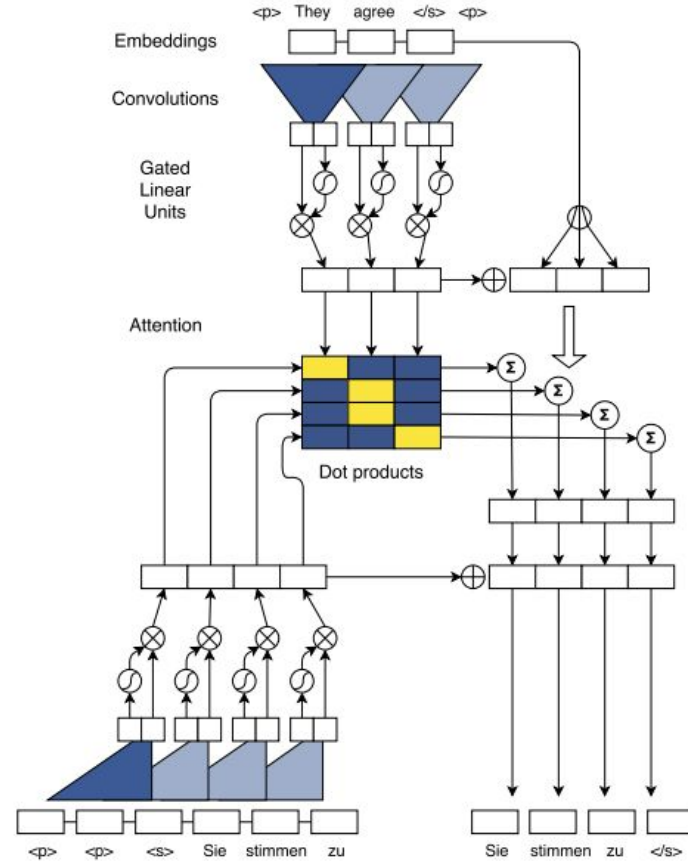 <p> They agree </s> <p>
Embeddings
Convolutions
Gated
Linear
Units
Attention
Σ
Σ
Σ
Σ
Dot products
<p> <p> <s> Sie stimmen zu
Sie stimmen zu </s>